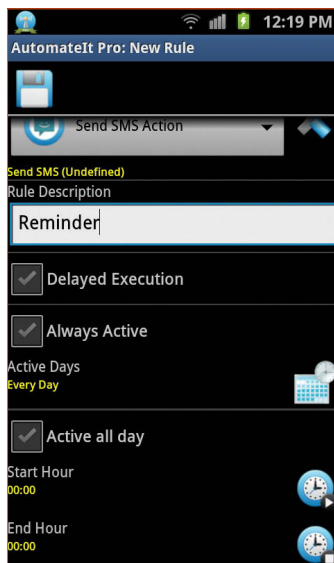 12:19 PM
AutomateIt Pro: New Rule
Send SMS Action
Send SMS (Undefined)
Rule Description
Reminder
Delayed Execution
Always Active
Active Days
Every Day
Active all day
Start Hour
00:00
End Hour
00:00